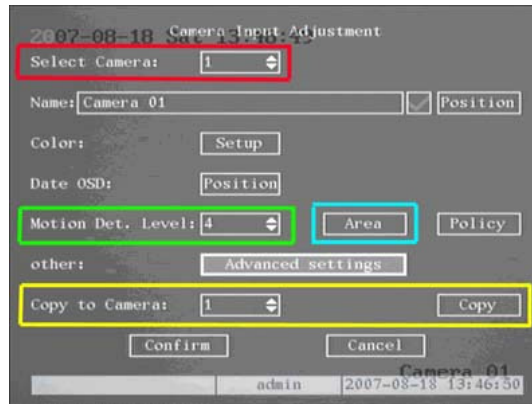 2007-08-18 Sat 13:46:49
Camera Input Adjustment
Select Camera: 1
Name: Camera 01 Position
Color: Setup
Date OSD: Position
Motion Det. Level: 4 Area Policy
other: Advanced settings
Copy to Camera: 1 Copy
Confirm Cancel
Camera 01
admin 2007-08-18 13:46:50